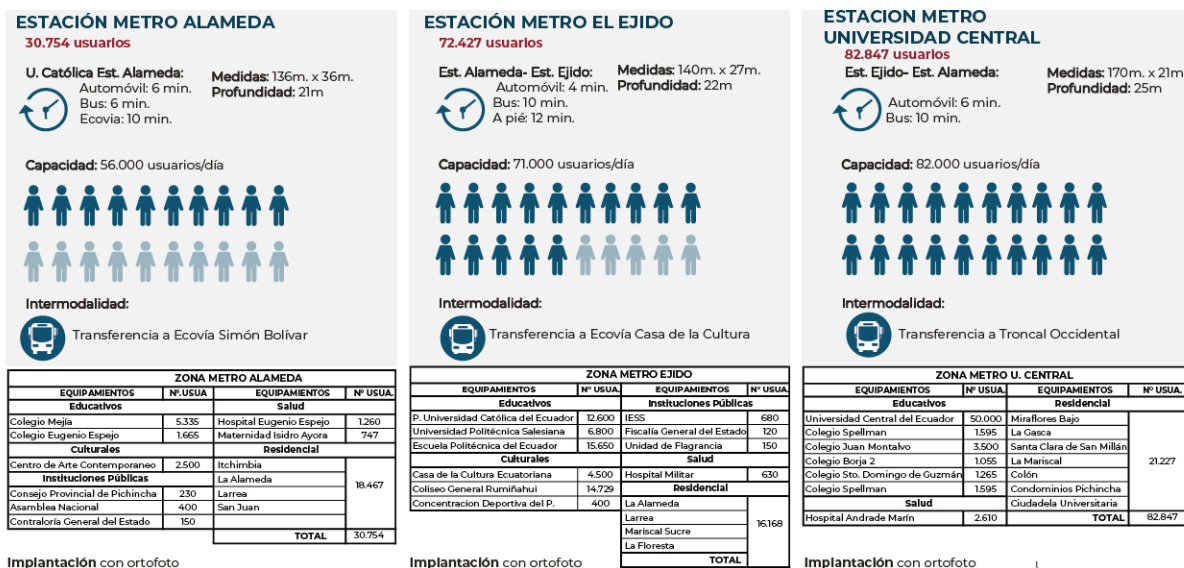 ESTACIÓN METRO ALAMEDA
30.754 usuarios
U. Católica Est. Alameda:
Automóvil: 6 min.
Bus: 6 min.
Ecovia: 10 min.
Medidas: 136m. x 36m.
Profundidad: 21m
Capacidad: 56.000 usuarios/día
Intermodalidad:
Transferencia a Ecovía Simón Bolívar
ZONA METRO ALAMEDA
EQUIPAMIENTOS Nº.USUA EQUIPAMIENTOS Nº USUA.
Educativos Salud
Colegio Mejía 5.335 Hospital Eugenio Espejo 1.260
Colegio Eugenio Espejo 1.665 Maternidad Isidro Ayora 747
Culturales Residencial
Centro de Arte Contemporaneo 2.500 Itchimbia
Instituciones Públicas La Alameda
Consejo Provincial de Pichincha 230 Larrea 18.467
Asamblea Nacional 400 San Juan
Contraloría General del Estado 150
TOTAL 30.754
Implantación con ortofoto
ESTACIÓN METRO EL EJIDO
72.427 usuarios
Est. Alameda- Est. Ejido:
Automóvil: 4 min.
Bus: 10 min.
A pié: 12 min.
Medidas: 140m. x 27m.
Profundidad: 22m
Capacidad: 71.000 usuarios/día
Intermodalidad:
Transferencia a Ecovía Casa de la Cultura
ZONA METRO EJIDO
EQUIPAMIENTOS Nº USUA. EQUIPAMIENTOS Nº USUA.
Educativos Instituciones Públicas
P. Universidad Católica del Ecuador 12.600 IESS 680
Universidad Politécnica Salesiana 6.800 Fiscalía General del Estado 120
Escuela Politécnica del Ecuador 15.650 Unidad de Flagrancia 150
Culturales Salud
Casa de la Cultura Ecuatoriana 4.500 Hospital Militar 630
Coliseo General Rumiñahui 14.729 Residencial
Concentracion Deportiva del P. 400 La Alameda
Larrea 16.168
Mariscal Sucre
La Floresta
TOTAL
Implantación con ortofoto
ESTACION METRO
UNIVERSIDAD CENTRAL
82.847 usuarios
Est. Ejido- Est. Alameda:
Automóvil: 6 min.
Bus: 10 min.
Medidas: 170m. x 21m
Profundidad: 25m
Capacidad: 82.000 usuarios/día
Intermodalidad:
Transferencia a Troncal Occidental
ZONA METRO U. CENTRAL
EQUIPAMIENTOS Nº USUA. EQUIPAMIENTOS Nº USUA.
Educativos Residencial
Universidad Central del Ecuador 50.000 Miraflores Bajo
Colegio Spellman 1.595 La Gasca
Colegio Juan Montalvo 3.500 Santa Clara de San Millán
Colegio Borja 2 1.055 La Mariscal 21.227
Colegio Sto. Domingo de Guzmán 1.265 Colón
Colegio Spellman 1.595 Condominios Pichincha
Salud Ciudadela Universitaria
Hospital Andrade Marín 2.610 TOTAL 82.847
Implantación con ortofoto